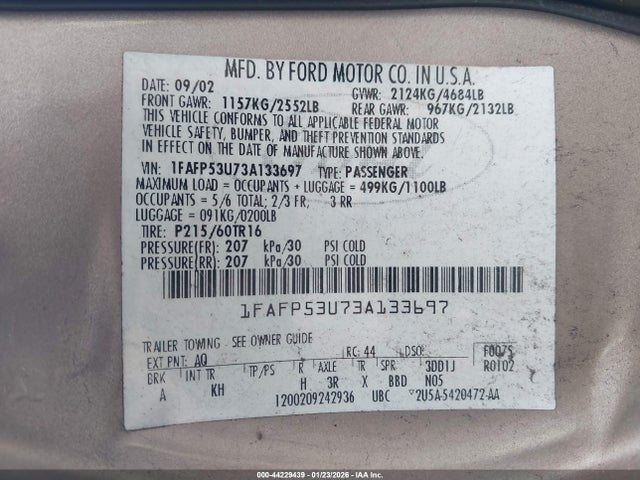 MFD. BY FORD MOTOR CO. IN U.S.A.
DATE: 09/02 GVWR: 2124KG/4684LB
FRONT GAWR: 1157KG/2552LB REAR GAWR: 967KG/2132LB
THIS VEHICLE CONFORMS TO ALL APPLICABLE FEDERAL MOTOR
VEHICLE SAFETY, BUMPER, AND THEFT PREVENTION STANDARDS
IN EFFECT ON THE DATE OF MANUFACTURE SHOWN ABOVE.
VIN: 1FAFP53U73A133697 TYPE: PASSENGER
MAXIMUM LOAD = OCCUPANTS + LUGGAGE = 499KG/1100LB
OCCUPANTS = 5/6 TOTAL; 2/3 FR, 3 RR
LUGGAGE = 091KG/0200LB
TIRE: P215/60TR16
PRESSURE(FR) 207 kPa/30 PSI COLD
PRESSURE(RR) 207 kPa/30 PSI COLD
1FAFP53U73A133697
TRAILER TOWING - SEE OWNER GUIDE
EXT PNT: AQ RC: 44 DSO: F0075
BRK INT TR TP/PS R AXLE TR SPR 3DD1J R0102
A KH H 3R X BBD N05
1200209242936 UBC 2U5A-5420472-AA
Stock No: 000-44229439 | 01/23/2026 | IAA Inc.